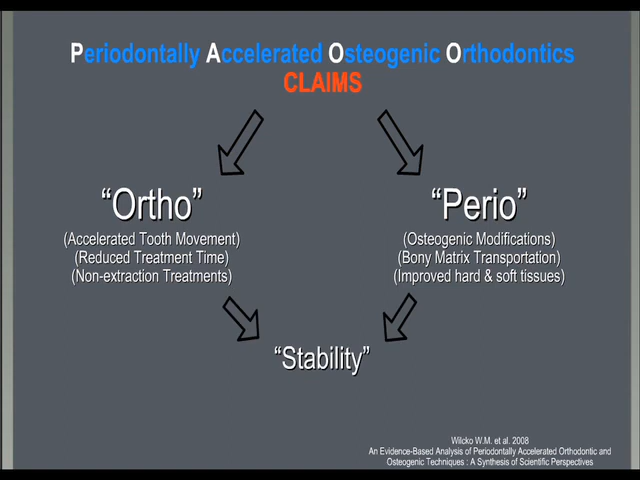 Periodontally Accelerated Osteogenic Orthodontics
CLAIMS
“Ortho”
(Accelerated Tooth Movement)
(Reduced Treatment Time)
(Non-extraction Treatments)
“Perio”
(Osteogenic Modifications)
(Bony Matrix Transportation)
(Improved hard & soft tissues)
“Stability”
Wilcko W.M. et al. 2008
An Evidence-Based Analysis of Periodontally Accelerated Orthodontic and
Osteogenic Techniques : A Synthesis of Scientific Perspectives